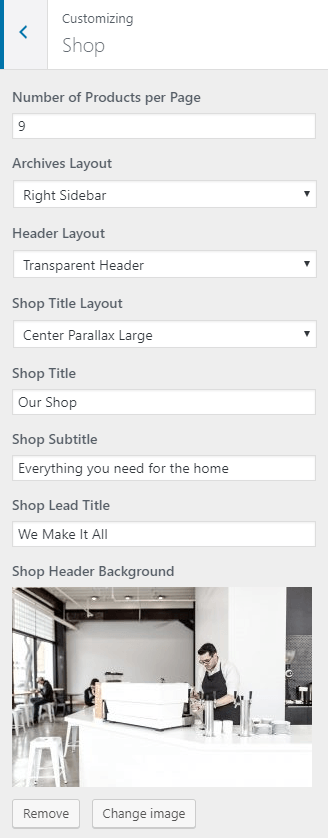 Customizing
Shop
Number of Products per Page
9
Archives Layout
Right Sidebar
Header Layout
Transparent Header
Shop Title Layout
Center Parallax Large
Shop Title
Our Shop
Shop Subtitle
Everything you need for the home
Shop Lead Title
We Make It All
Shop Header Background
Remove
Change image